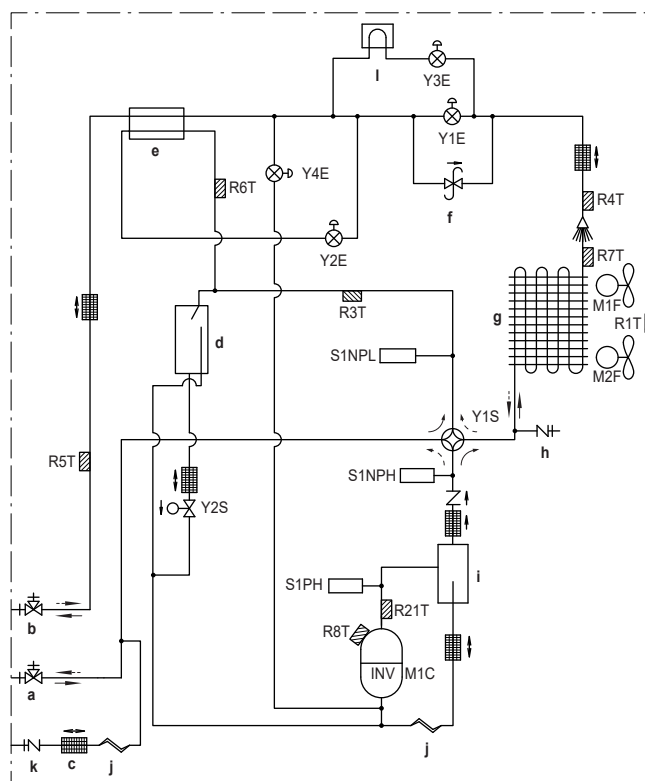 l
Y3E
Y1E
e
Y4E
R6T
f
R4T
Y2E
R7T
R3T
M1F
g
R1T
d
S1NPL
M2F
Y1S
h
R5T
S1NPH
Y2S
i
S1PH
R21T
b
R8T
INV
M1C
a
j
k
c
j